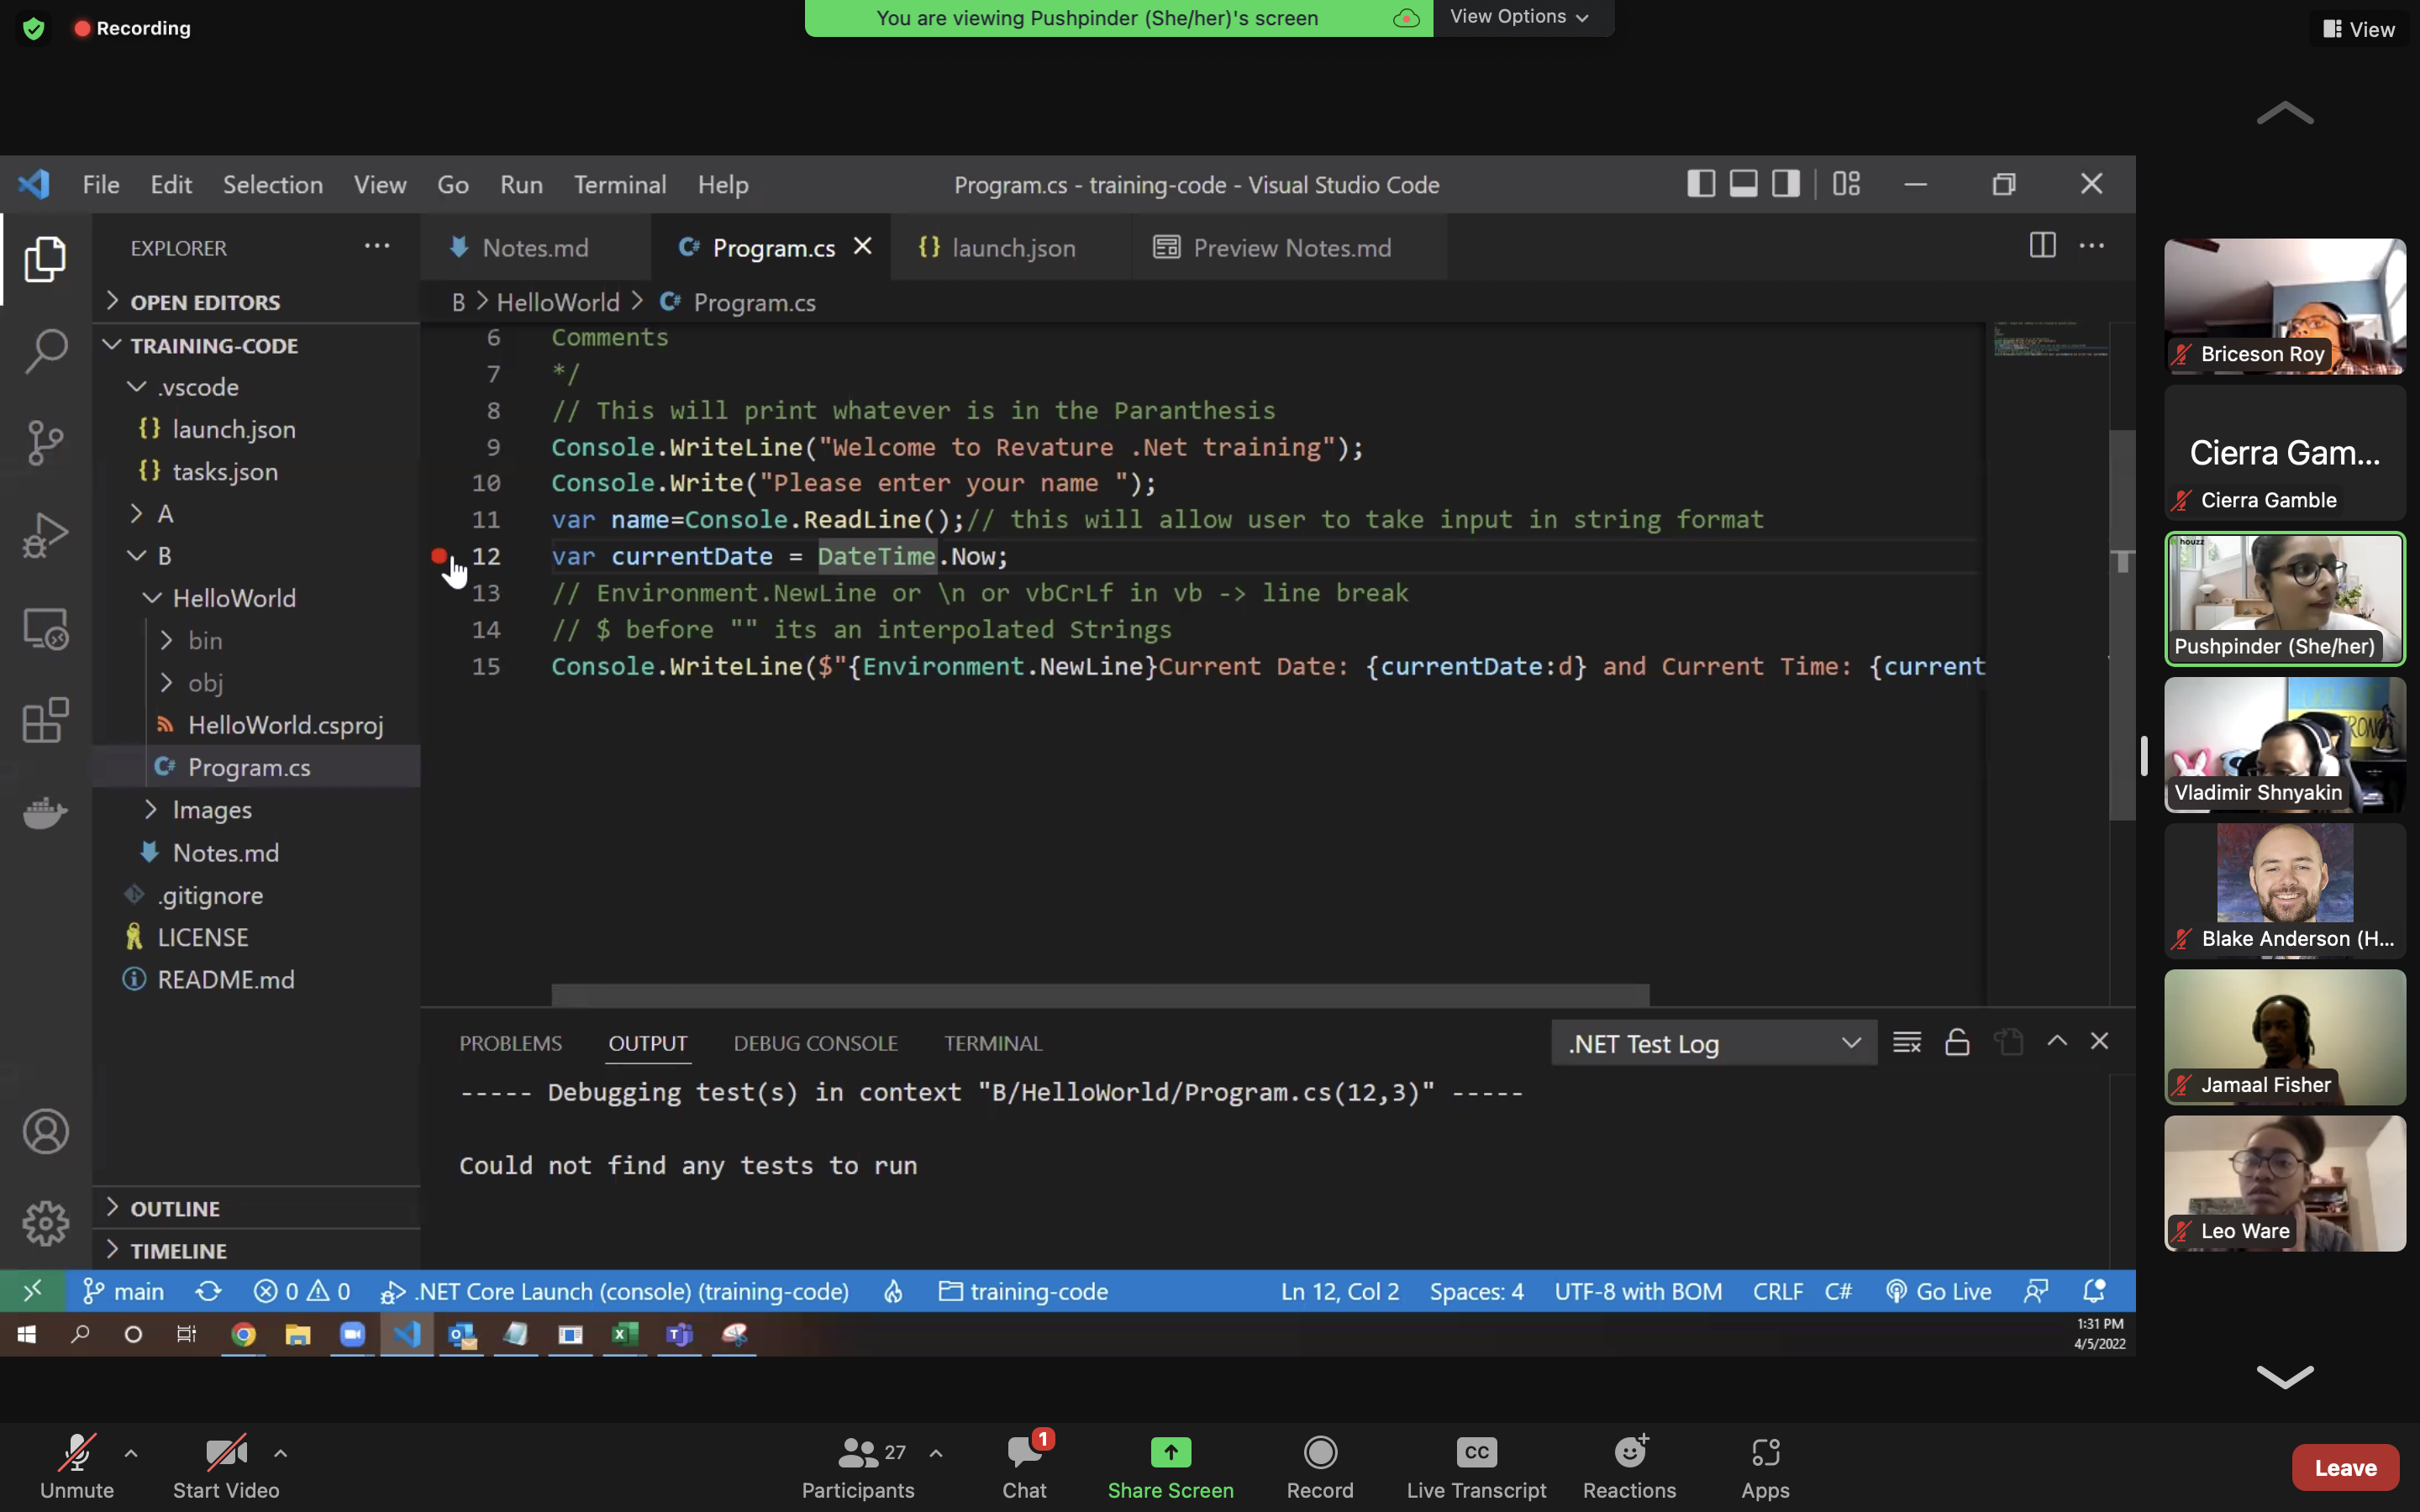 Recording
You are viewing Pushpinder (She/her)'s screen
View Options
View
File Edit Selection View Go Run Terminal Help
Program.cs - training-code - Visual Studio Code
EXPLORER
Notes.md
Program.cs
launch.json
Preview Notes.md
OPEN EDITORS
B > HelloWorld > Program.cs
TRAINING-CODE
.vscode
launch.json
tasks.json
A
B
HelloWorld
bin
obj
HelloWorld.csproj
Program.cs
Images
Notes.md
.gitignore
LICENSE
README.md
OUTLINE
TIMELINE
6 Comments
7 */
8 // This will print whatever is in the Paranthesis
9 Console.WriteLine("Welcome to Revature .Net training");
10 Console.Write("Please enter your name ");
11 var name=Console.ReadLine();// this will allow user to take input in string format
12 var currentDate = DateTime.Now;
13 // Environment.NewLine or \n or vbCrLf in vb -> line break
14 // $ before "" its an interpolated Strings
15 Console.WriteLine($"{Environment.NewLine}Current Date: {currentDate:d} and Current Time: {current
PROBLEMS OUTPUT DEBUG CONSOLE TERMINAL
.NET Test Log
----- Debugging test(s) in context "B/HelloWorld/Program.cs(12,3)" -----
Could not find any tests to run
main 0 0 .NET Core Launch (console) (training-code) training-code
Ln 12, Col 2 Spaces: 4 UTF-8 with BOM CRLF C# Go Live
1:31 PM
4/5/2022
Briceson Roy
Cierra Gam...
Cierra Gamble
houzz
Pushpinder (She/her)
Vladimir Shnyakin
Blake Anderson (H...
Jamaal Fisher
Leo Ware
Unmute
Start Video
27
Participants
1
Chat
Share Screen
Record
CC
Live Transcript
Reactions
Apps
Leave